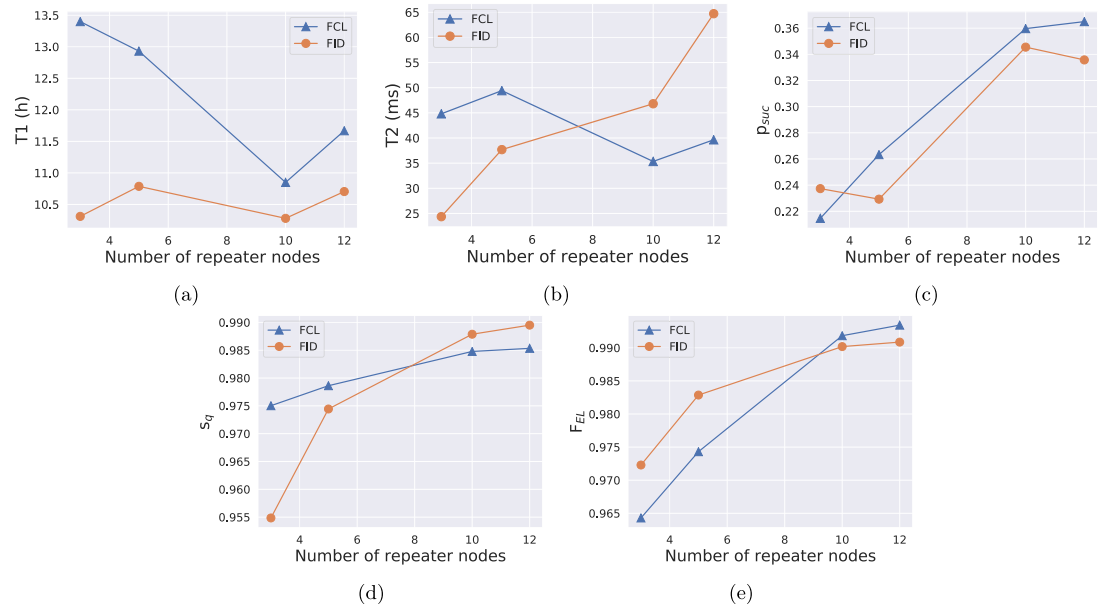 13.5
13.0
12.5
12.0
11.5
11.0
10.5
T1 (h)
FCL
FID
4 6 8 10 12
Number of repeater nodes
(a)
65
60
55
50
45
40
35
30
25
T2 (ms)
FCL
FID
4 6 8 10 12
Number of repeater nodes
(b)
0.36
0.34
0.32
0.30
0.28
0.26
0.24
0.22
p_suc
FCL
FID
4 6 8 10 12
Number of repeater nodes
(c)
0.990
0.985
0.980
0.975
0.970
0.965
0.960
0.955
s_q
FCL
FID
4 6 8 10 12
Number of repeater nodes
(d)
0.990
0.985
0.980
0.975
0.970
0.965
F_EL
FCL
FID
4 6 8 10 12
Number of repeater nodes
(e)